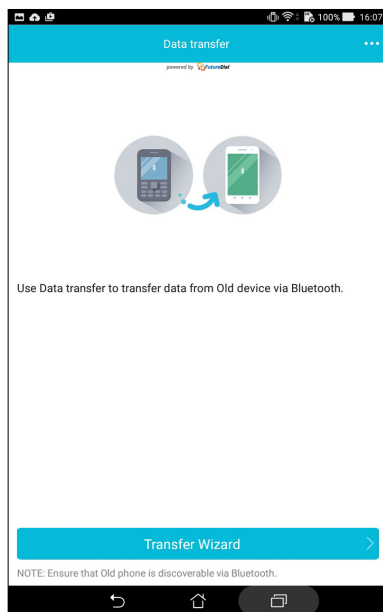 100% 16:07
Data transfer
powered by FutureDial
Use Data transfer to transfer data from Old device via Bluetooth.
Transfer Wizard
NOTE: Ensure that Old phone is discoverable via Bluetooth.